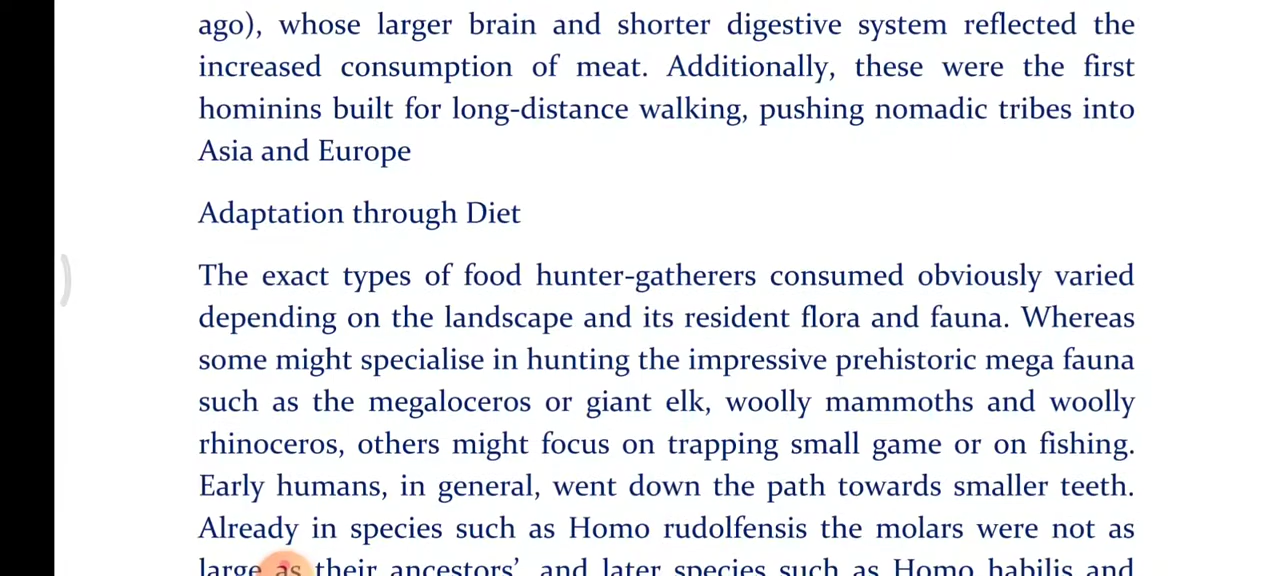 ago), whose larger brain and shorter digestive system reflected the
increased consumption of meat. Additionally, these were the first
hominins built for long-distance walking, pushing nomadic tribes into
Asia and Europe
Adaptation through Diet
The exact types of food hunter-gatherers consumed obviously varied
depending on the landscape and its resident flora and fauna. Whereas
some might specialise in hunting the impressive prehistoric mega fauna
such as the megaloceros or giant elk, woolly mammoths and woolly
rhinoceros, others might focus on trapping small game or on fishing.
Early humans, in general, went down the path towards smaller teeth.
Already in species such as Homo rudolfensis the molars were not as
large as their ancestors', and later species such as Homo habilis and